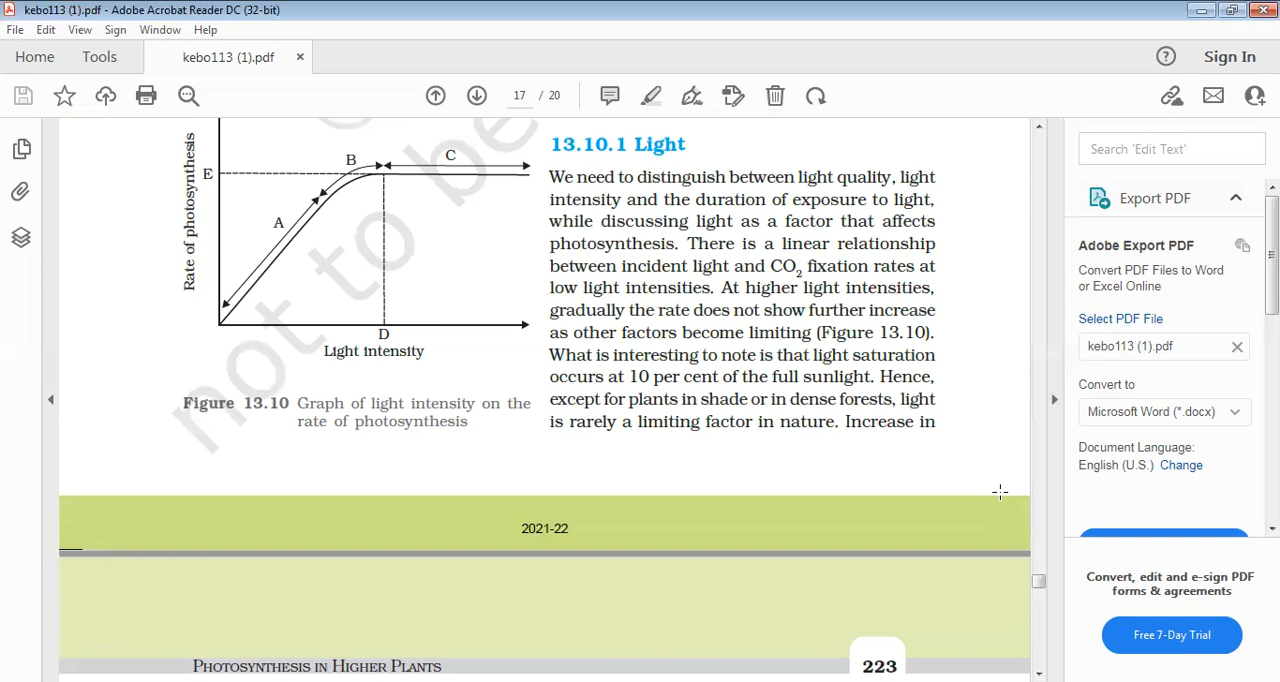 kebo113 (1).pdf - Adobe Acrobat Reader DC (32-bit)
File Edit View Sign Window Help
Home Tools kebo113 (1).pdf × Sign In
17 / 20
Search 'Edit Text'
Export PDF
Adobe Export PDF
Convert PDF Files to Word
or Excel Online
Select PDF File
kebo113 (1).pdf
Convert to
Microsoft Word (*.docx)
Document Language:
English (U.S.) Change
Convert, edit and e-sign PDF
forms & agreements
Free 7-Day Trial
not to be
Rate of photosynthesis
E
A
B
C
D
Light intensity
Figure 13.10 Graph of light intensity on the
rate of photosynthesis
13.10.1 Light
We need to distinguish between light quality, light
intensity and the duration of exposure to light,
while discussing light as a factor that affects
photosynthesis. There is a linear relationship
between incident light and CO₂ fixation rates at
low light intensities. At higher light intensities,
gradually the rate does not show further increase
as other factors become limiting (Figure 13.10).
What is interesting to note is that light saturation
occurs at 10 per cent of the full sunlight. Hence,
except for plants in shade or in dense forests, light
is rarely a limiting factor in nature. Increase in
2021-22
PHOTOSYNTHESIS IN HIGHER PLANTS
223